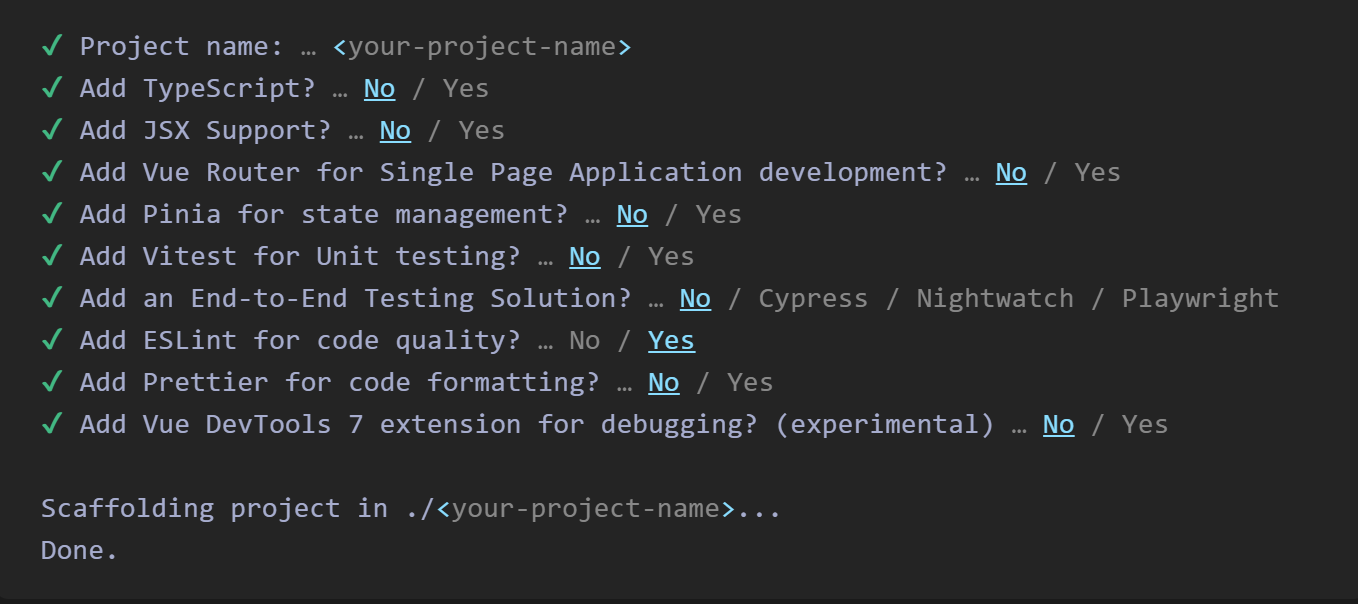 ✓ Project name: … <your-project-name>
✓ Add TypeScript? … No / Yes
✓ Add JSX Support? … No / Yes
✓ Add Vue Router for Single Page Application development? … No / Yes
✓ Add Pinia for state management? … No / Yes
✓ Add Vitest for Unit testing? … No / Yes
✓ Add an End-to-End Testing Solution? … No / Cypress / Nightwatch / Playwright
✓ Add ESLint for code quality? … No / Yes
✓ Add Prettier for code formatting? … No / Yes
✓ Add Vue DevTools 7 extension for debugging? (experimental) … No / Yes
Scaffolding project in ./<your-project-name>...
Done.